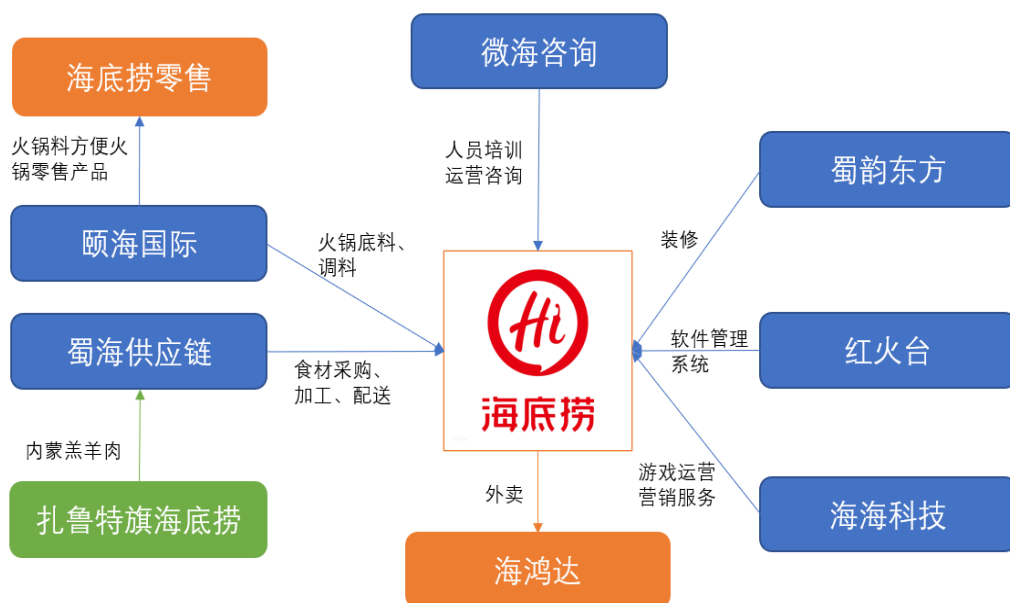 微海咨询
海底捞零售
人员培训
运营咨询
火锅料方便火
锅零售产品
蜀韵东方
颐海国际
火锅底料、
调料
装修
Hi
海底捞
蜀海供应链
食材采购、
加工、配送
软件管理
系统
红火台
内蒙羔羊肉
扎鲁特旗海底捞
外卖
游戏运营
营销服务
海海科技
海鸿达